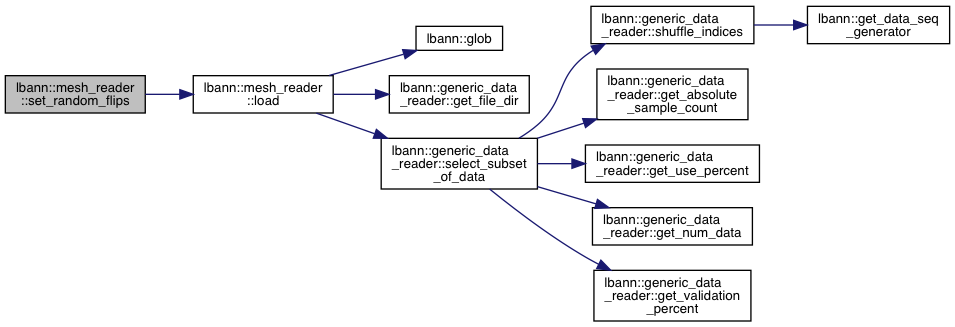 lbann::mesh_reader
::set_random_flips
lbann::mesh_reader
::load
lbann::glob
lbann::generic_data
_reader::get_file_dir
lbann::generic_data
_reader::select_subset
_of_data
lbann::generic_data
_reader::shuffle_indices
lbann::get_data_seq
_generator
lbann::generic_data
_reader::get_absolute
_sample_count
lbann::generic_data
_reader::get_use_percent
lbann::generic_data
_reader::get_num_data
lbann::generic_data
_reader::get_validation
_percent